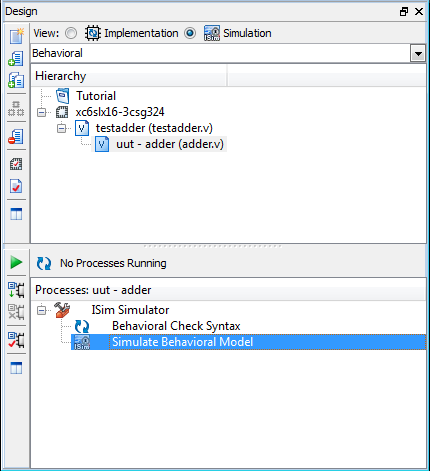 Design
View: Implementation Simulation
Behavioral
Hierarchy
Tutorial
xc6slx16-3csg324
testadder (testadder.v)
uut - adder (adder.v)
No Processes Running
Processes: uut - adder
ISim Simulator
Behavioral Check Syntax
Simulate Behavioral Model